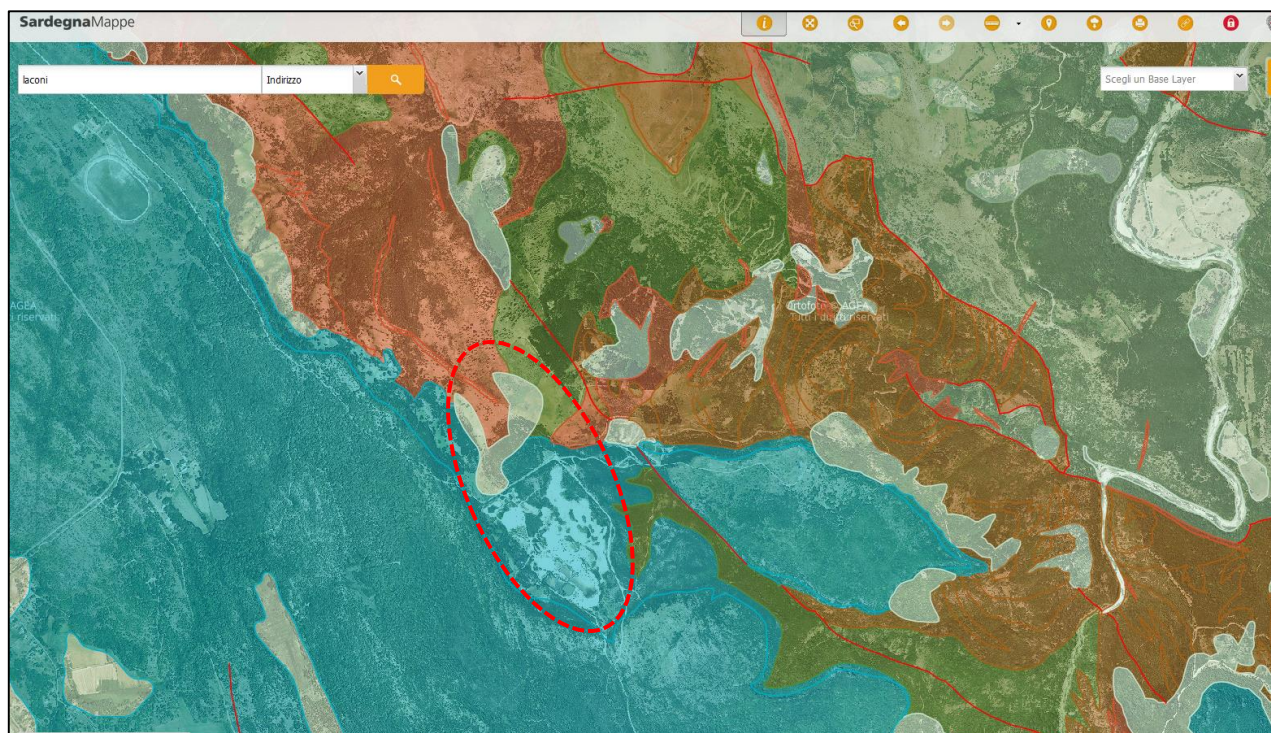 SardegnaMappe
laconi
Indirizzo
Scegli un Base Layer
AGEA
i riservati
Ortofoto © AGEA
Tutti i diritti riservati